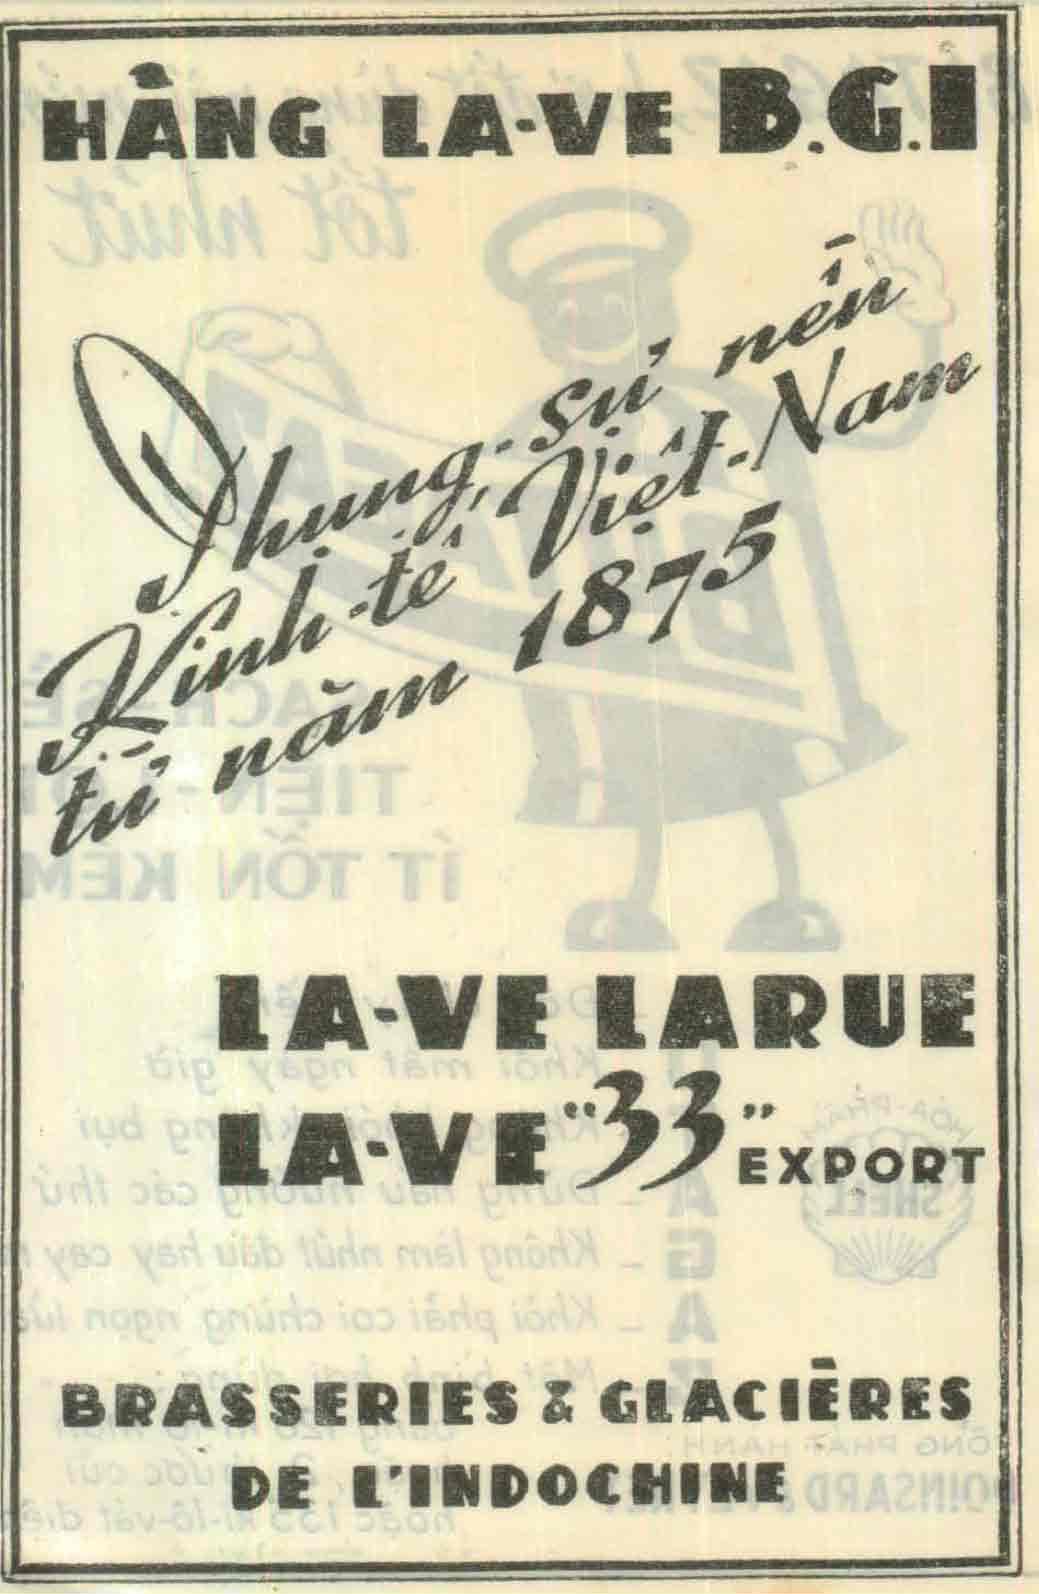 HÃNG LA-VE B.G.I
Phụng-sự nền
Kinh-tế Việt-Nam
từ năm 1875
LA-VE LARUE
LA-VE "33" EXPORT
BRASSERIES & GLACIÈRES
DE L'INDOCHINE